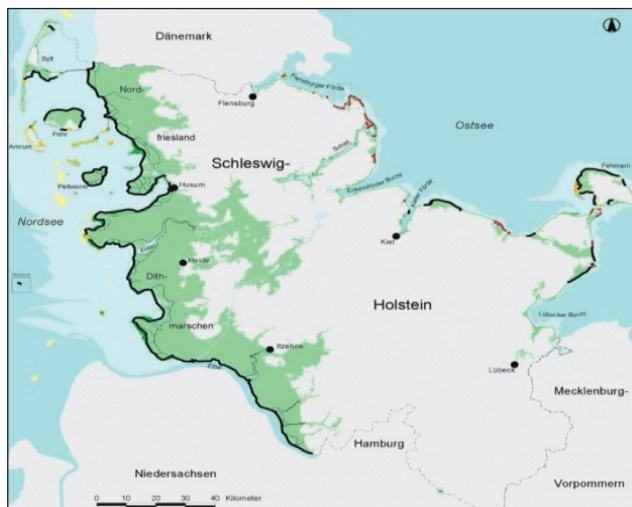 Dänemark
Sylt
Flensburger Förde
Nord-
Flensburg
Ostsee
friesland
Föhr
Amrum
Schlei
Schleswig-
Fehmarn
Eckernförder Bucht
Pellworm
Husum
Kieler Förde
Nordsee
Kiel
Eider
Heide
Dith-
Holstein
Lübecker Bucht
marschen
Itzehoe
Elbe
Lübeck
Mecklenburg-
Hamburg
Niedersachsen
Vorpommern
0 10 20 30 40 Kilometer